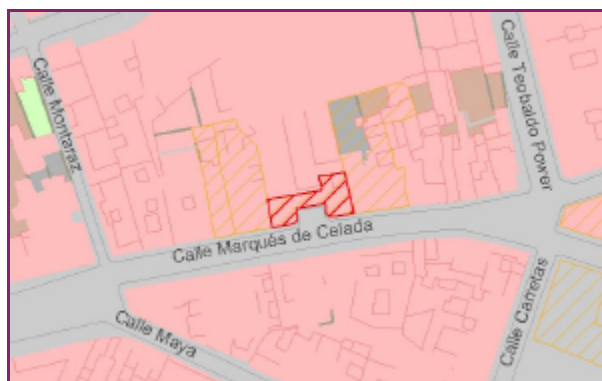 Calle Montaraz
Calle Teobaldo Power
Calle Marqués de Celada
Calle Maya
Calle Carretas